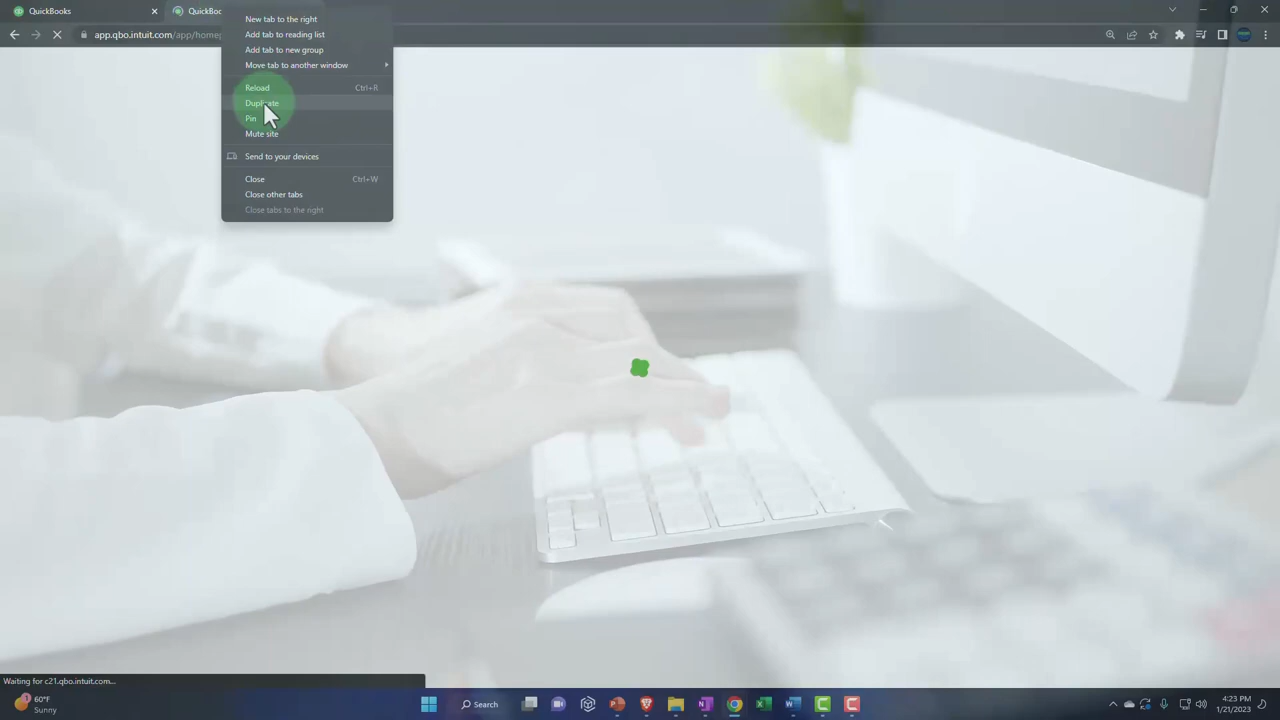 QuickBooks
QuickBoo
app.qbo.intuit.com/app/homep
New tab to the right
Add tab to reading list
Add tab to new group
Move tab to another window
Reload Ctrl+R
Duplicate
Pin
Mute site
Send to your devices
Close Ctrl+W
Close other tabs
Close tabs to the right
Waiting for c21.qbo.intuit.com...
60°F
Sunny
Search
4:23 PM
1/21/2023